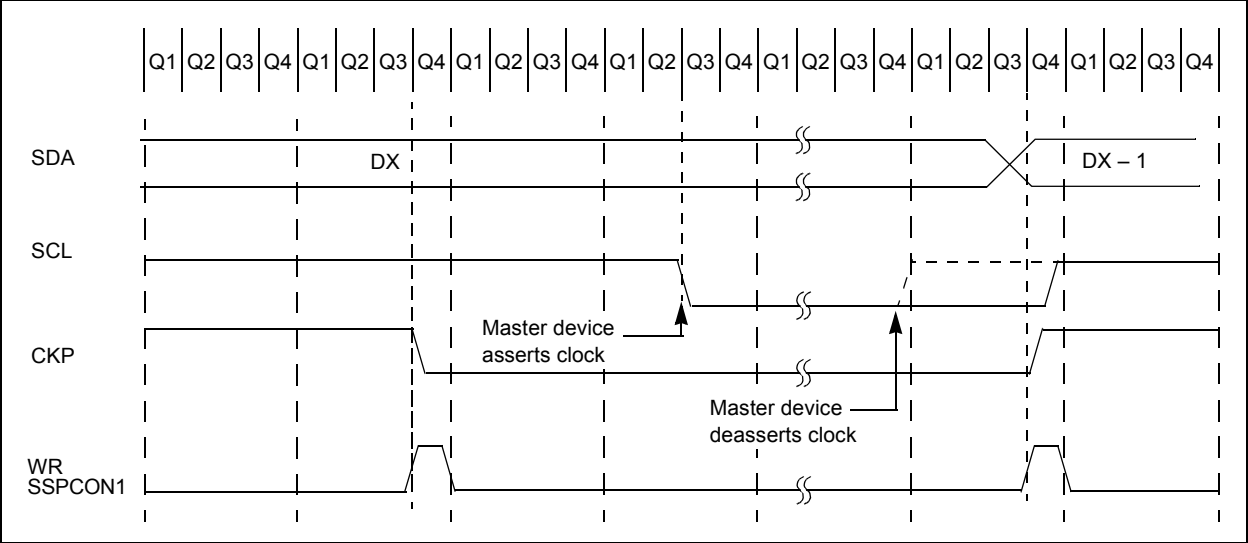 Q1 Q2 Q3 Q4 Q1 Q2 Q3 Q4 Q1 Q2 Q3 Q4 Q1 Q2 Q3 Q4 Q1 Q2 Q3 Q4 Q1 Q2 Q3 Q4 Q1 Q2 Q3 Q4
SDA
DX
DX – 1
SCL
Master device
asserts clock
CKP
Master device
deasserts clock
WR
SSPCON1